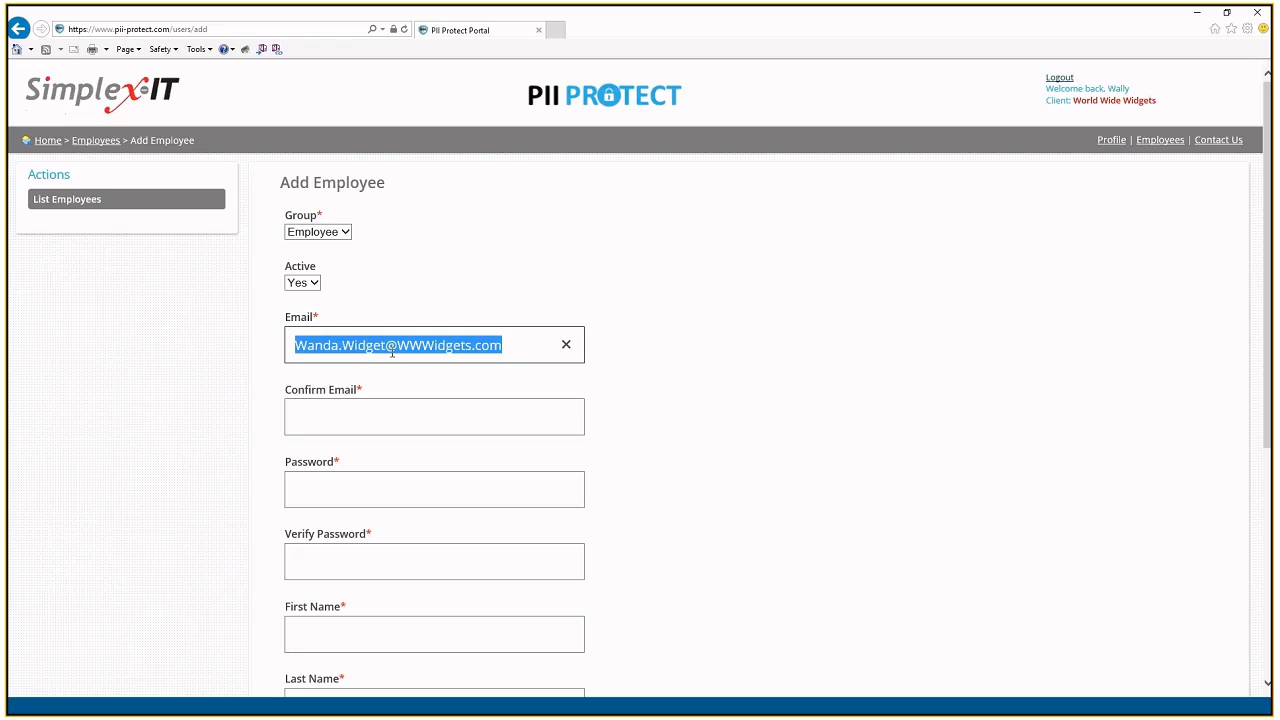 https://www.pii-protect.com/users/add
PII Protect Portal
Page
Safety
Tools
Simplex-IT
PII PROTECT
Logout
Welcome back, Wally
Client: World Wide Widgets
Home > Employees > Add Employee
Profile | Employees | Contact Us
Actions
List Employees
Add Employee
Group*
Employee
Active
Yes
Email*
Wanda.Widget@WWWidgets.com
Confirm Email*
Password*
Verify Password*
First Name*
Last Name*